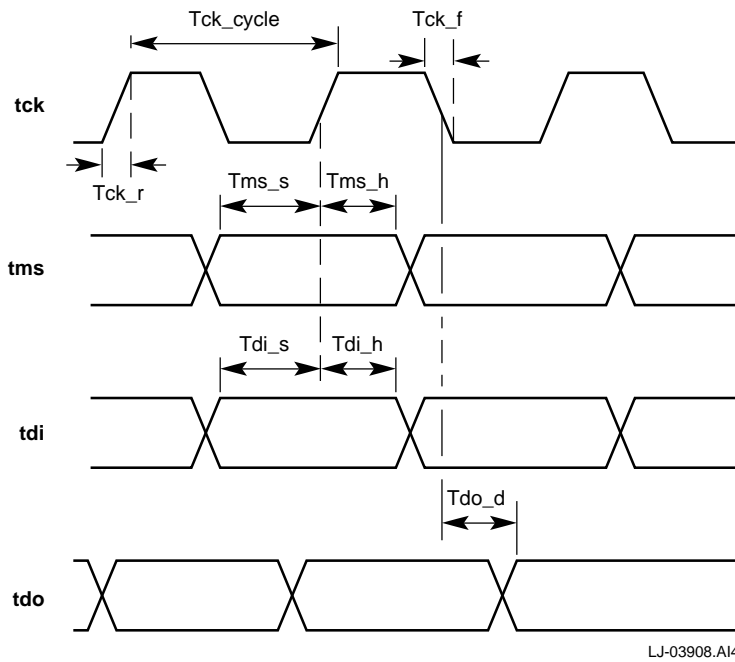 Tck_cycle
Tck_f
tck
Tck_r
Tms_s
Tms_h
tms
Tdi_s
Tdi_h
tdi
Tdo_d
tdo
LJ-03908.AI4